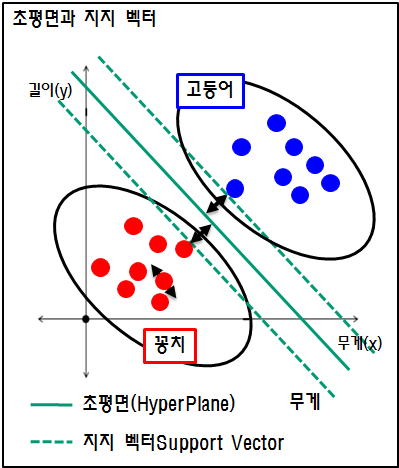 초평면과 지지 벡터
길이(y)
고등어
꽁치
무게(x)
초평면(HyperPlane)
무게
지지 벡터Support Vector